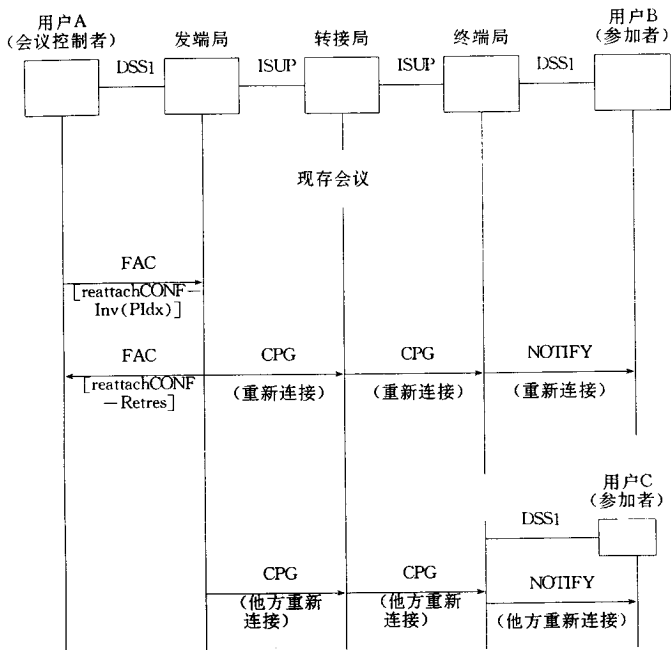 用户A
(会议控制者)
发端局
转接局
终端局
用户B
(参加者)
DSS1
ISUP
ISUP
DSS1
现存会议
FAC
[reattachCONF—
Inv(PIdx)]
FAC
[reattachCONF
—Retres]
CPG
(重新连接)
CPG
(重新连接)
NOTIFY
(重新连接)
用户C
(参加者)
DSS1
CPG
(他方重新
连接)
CPG
(他方重新
连接)
NOTIFY
(他方重新连接)